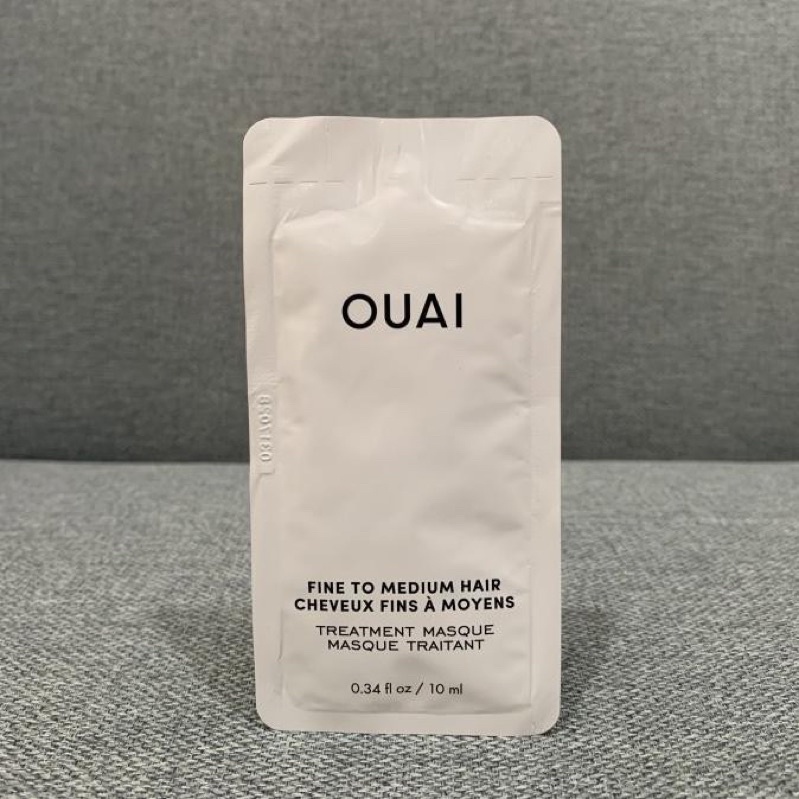 OUAI
FINE TO MEDIUM HAIR
CHEVEUX FINS À MOYENS
TREATMENT MASQUE
MASQUE TRAITANT
0.34 fl oz / 10 ml